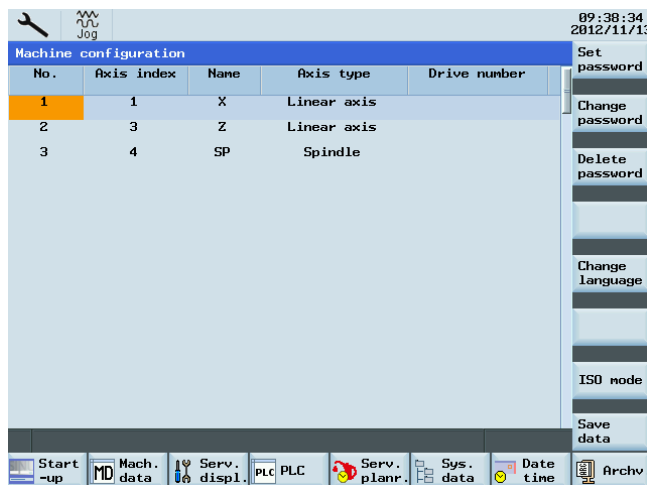 09:38:34
Jog
2012/11/13
Machine configuration
No. Axis index Name Axis type Drive number
1 1 X Linear axis
2 3 Z Linear axis
3 4 SP Spindle
Set
password
Change
password
Delete
password
Change
language
ISO mode
Save
data
Start
-up
MD Mach.
data
Serv.
displ.
PLC PLC
Serv.
planr.
Sys.
data
Date
time
Archv